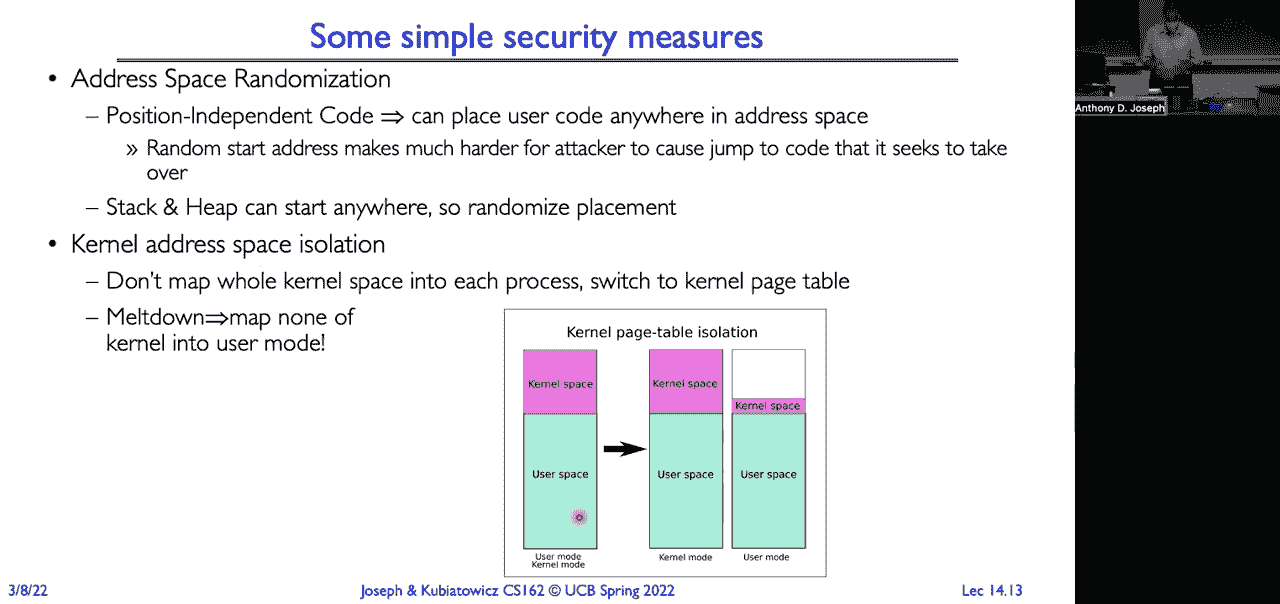 Some simple security measures
• Address Space Randomization
– Position-Independent Code ⇒ can place user code anywhere in address space
» Random start address makes much harder for attacker to cause jump to code that it seeks to take
over
– Stack & Heap can start anywhere, so randomize placement
• Kernel address space isolation
– Don't map whole kernel space into each process, switch to kernel page table
– Meltdown⇒map none of
kernel into user mode!
Kernel page-table isolation
Kernel space
User space
User mode
Kernel mode
Kernel space
User space
Kernel mode
Kernel space
User space
User mode
3/8/22
Joseph & Kubiatowicz CS162 © UCB Spring 2022
Lec 14.13
Anthony D. Joseph